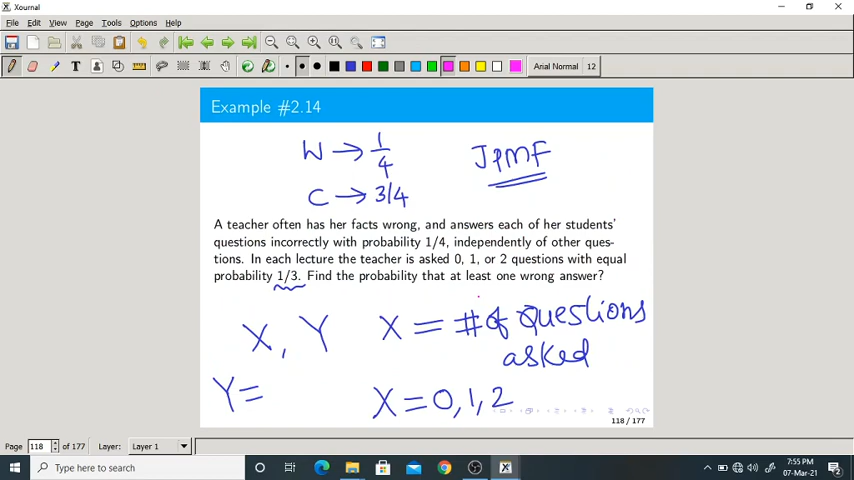 Xournal
File Edit View Page Tools Options Help
Arial Normal 12
Example #2.14
W → 1/4
JPMF
C → 3/4
A teacher often has her facts wrong, and answers each of her students'
questions incorrectly with probability 1/4, independently of other ques-
tions. In each lecture the teacher is asked 0, 1, or 2 questions with equal
probability 1/3. Find the probability that at least one wrong answer?
X, Y X = # of questions
asked
Y =
X = 0, 1, 2
118 / 177
Page 118 of 177 Layer: Layer 1
Type here to search
7:55 PM
07-Mar-21
2